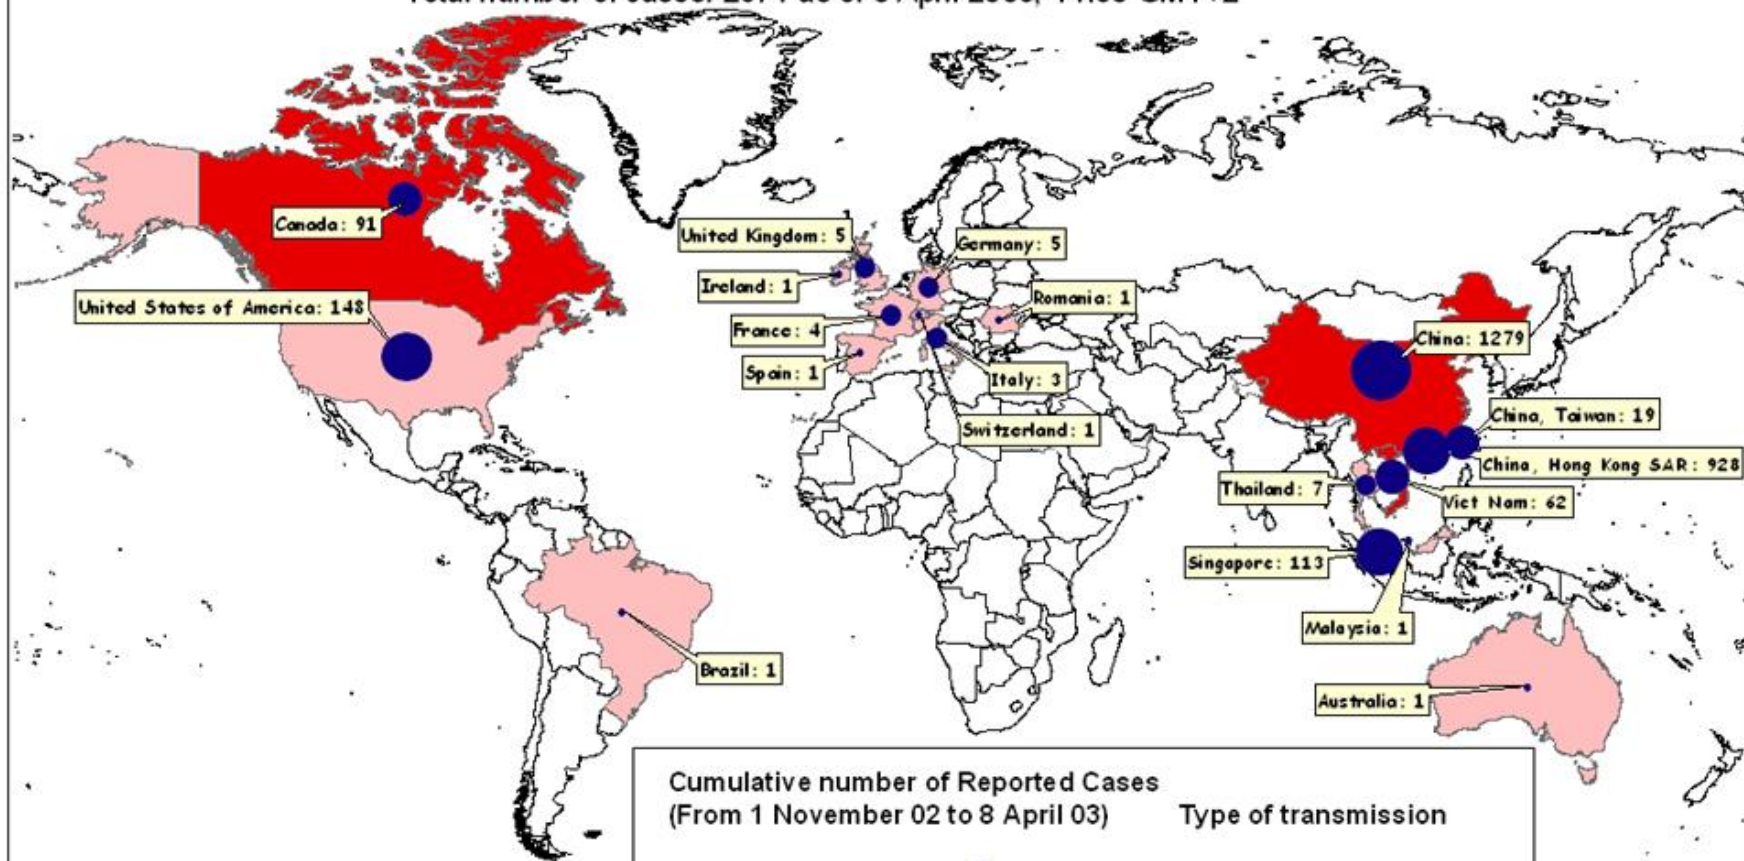 Canada: 91
United Kingdom: 5
Germany: 5
Ireland: 1
Romania: 1
United States of America: 148
France: 4
China: 1279
Spain: 1
Italy: 3
China, Taiwan: 19
Switzerland: 1
China, Hong Kong SAR: 928
Thailand: 7
Viet Nam: 62
Singapore: 113
Malaysia: 1
Brazil: 1
Australia: 1
Cumulative number of Reported Cases
(From 1 November 02 to 8 April 03) Type of transmission